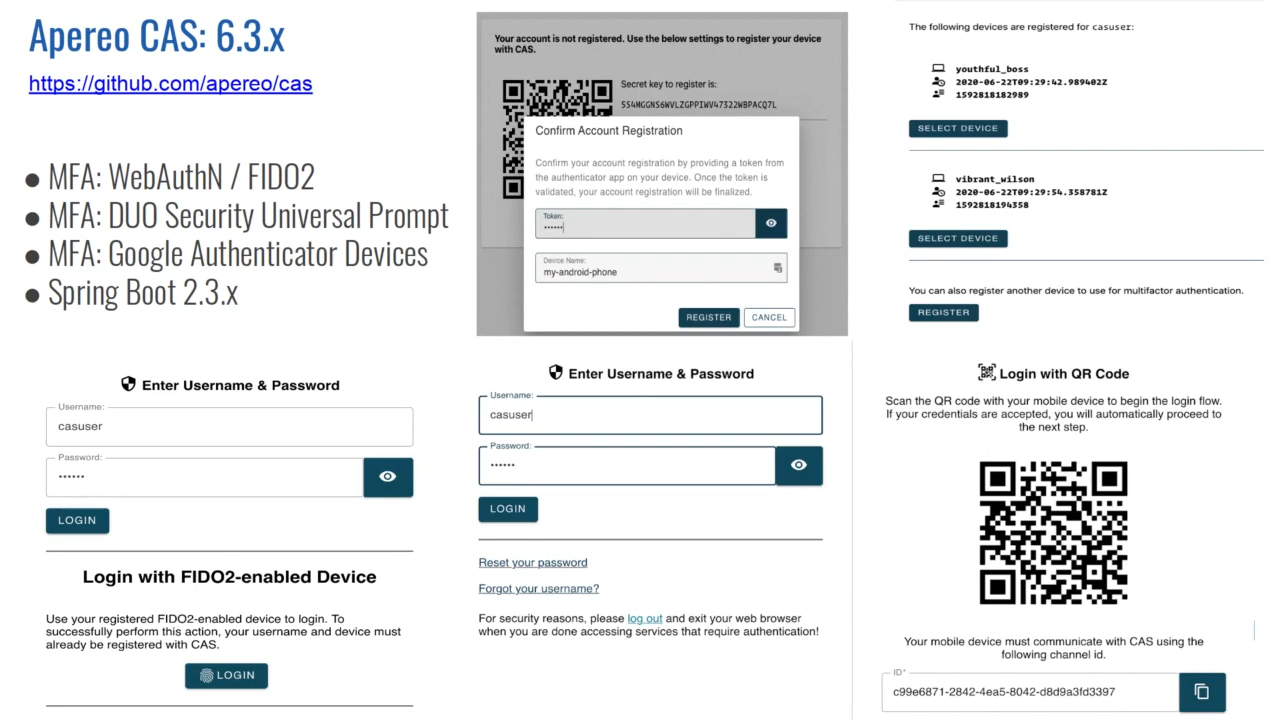 Apereo CAS: 6.3.x
https://github.com/apereo/cas
● MFA: WebAuthN / FIDO2
● MFA: DUO Security Universal Prompt
● MFA: Google Authenticator Devices
● Spring Boot 2.3.x
Your account is not registered. Use the below settings to register your device
with CAS.
Secret key to register is:
5S4MGGNS6WVLZGPPIWV47322WBPACQ7L
Confirm Account Registration
Confirm your account registration by providing a token from
the authenticator app on your device. Once the token is
validated, your account registration will be finalized.
Token:
••••••
Device Name:
my-android-phone
REGISTER CANCEL
The following devices are registered for casuser:
youthful_boss
2020-06-22T09:29:42.989402Z
1592818182989
SELECT DEVICE
vibrant_wilson
2020-06-22T09:29:54.358781Z
1592818194358
SELECT DEVICE
You can also register another device to use for multifactor authentication.
REGISTER
Enter Username & Password
Username:
casuser
Password:
••••••
LOGIN
Login with FIDO2-enabled Device
Use your registered FIDO2-enabled device to login. To
successfully perform this action, your username and device must
already be registered with CAS.
LOGIN
Enter Username & Password
Username:
casuser
Password:
••••••
LOGIN
Reset your password
Forgot your username?
For security reasons, please log out and exit your web browser
when you are done accessing services that require authentication!
Login with QR Code
Scan the QR code with your mobile device to begin the login flow.
If your credentials are accepted, you will automatically proceed to
the next step.
Your mobile device must communicate with CAS using the
following channel id.
ID*
c99e6871-2842-4ea5-8042-d8d9a3fd3397